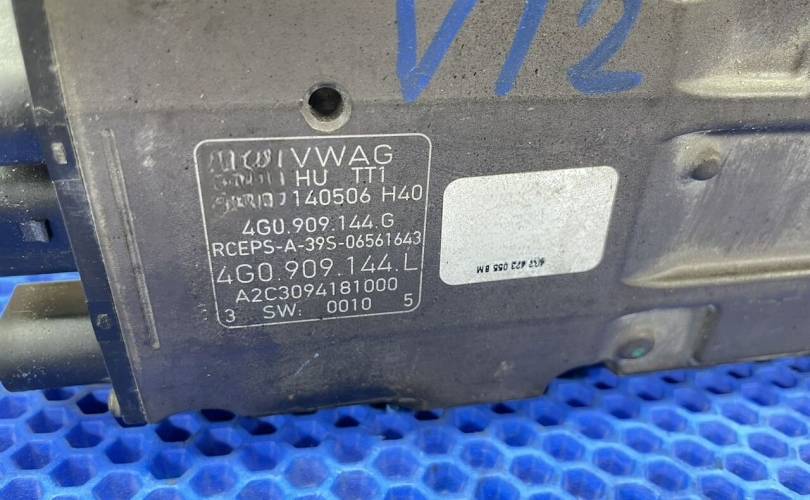 V12
VWAG
HU TT1
140506 H40
4G0.909.144.G
RCEPS-A-39S-06561643
4G0.909.144.L
A2C3094181000
3 SW: 0010 5